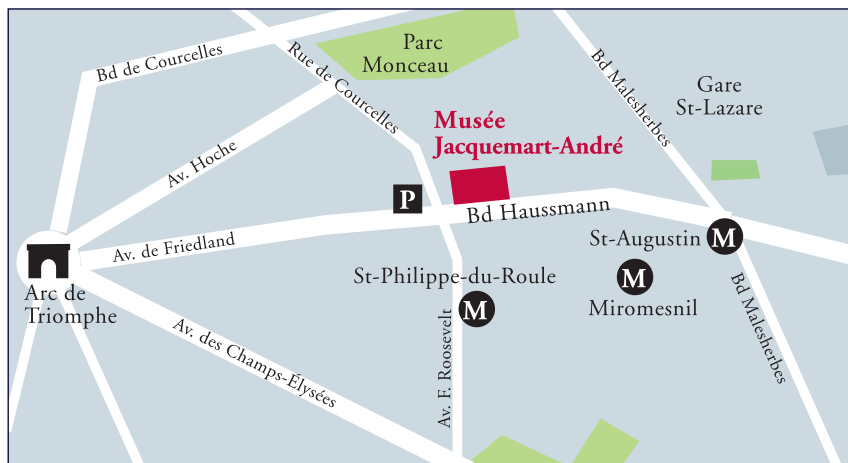 Parc
Monceau
Bd de Courcelles
Rue de Courcelles
Bd Malesherbes
Gare
St-Lazare
Musée
Jacquemart-André
Av. Hoche
P
Bd Haussmann
Av. de Friedland
St-Augustin
M
St-Philippe-du-Roule
M
M
Miromesnil
Arc de
Triomphe
Av. des Champs-Élysées
Av. F. Roosevelt
Bd Malesherbes